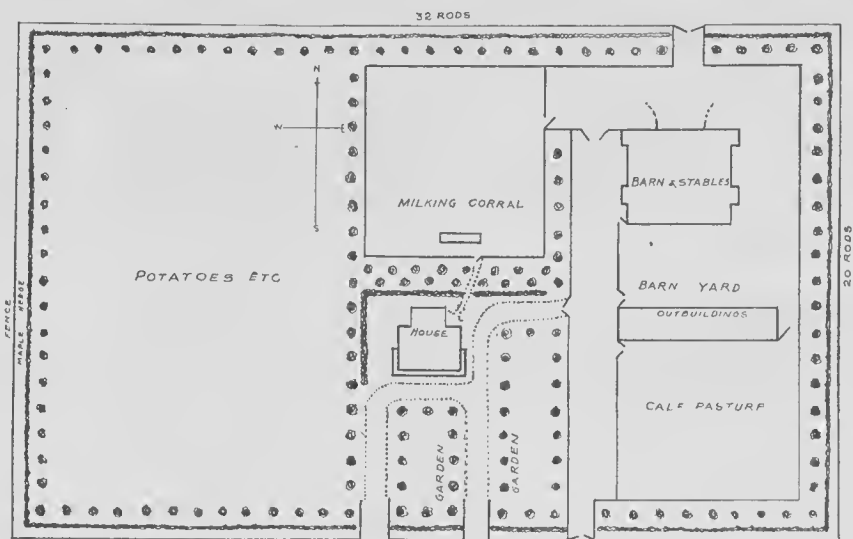 32 RODS
N
W
E
S
BARN & STABLES
MILKING CORRAL
POTATOES ETC
BARN YARD
20 RODS
OUTBUILDINGS
FENCE
MAPLE HEDGE
HOUSE
CALF PASTURE
GARDEN
GARDEN